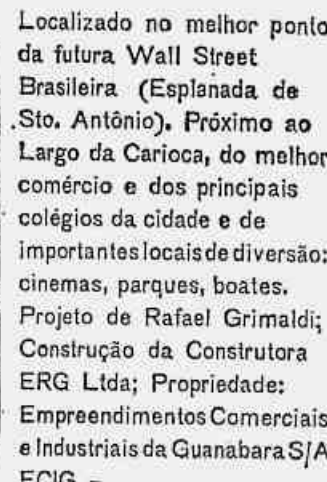 Localizado no melhor ponto
da futura Wall Street
Brasileira (Esplanada de
Sto. Antônio). Próximo ao
Largo da Carioca, do melhor
comércio e dos principais
colégios da cidade e de
importantes locais de diversão:
cinemas, parques, boates.
Projeto de Rafael Grimaldi;
Construção da Construtora
ERG Ltda; Propriedade:
Empreendimentos Comerciais
e Industriais da Guanabara S/A
ECIG -